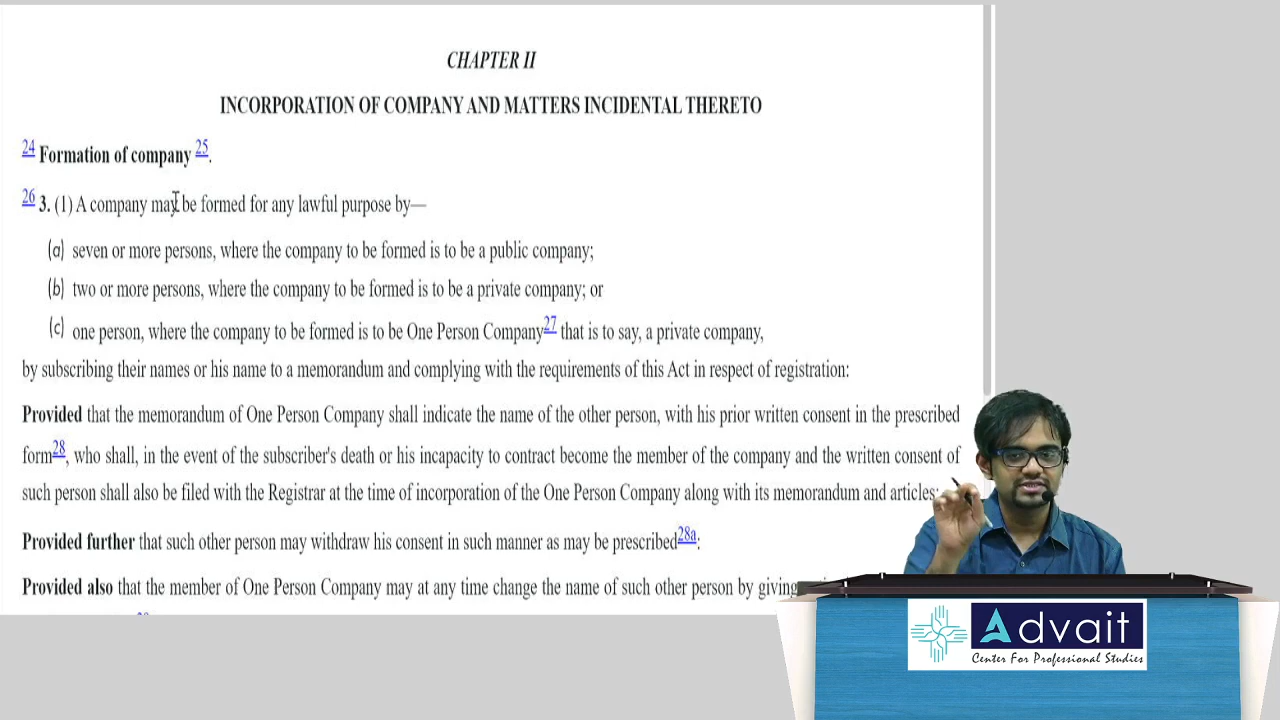 CHAPTER II
INCORPORATION OF COMPANY AND MATTERS INCIDENTAL THERETO
24 Formation of company 25.
26 3. (1) A company may be formed for any lawful purpose by—
(a) seven or more persons, where the company to be formed is to be a public company;
(b) two or more persons, where the company to be formed is to be a private company; or
(c) one person, where the company to be formed is to be One Person Company27 that is to say, a private company,
by subscribing their names or his name to a memorandum and complying with the requirements of this Act in respect of registration:
Provided that the memorandum of One Person Company shall indicate the name of the other person, with his prior written consent in the prescribed
form28, who shall, in the event of the subscriber's death or his incapacity to contract become the member of the company and the written consent of
such person shall also be filed with the Registrar at the time of incorporation of the One Person Company along with its memorandum and articles:
Provided further that such other person may withdraw his consent in such manner as may be prescribed28a:
Provided also that the member of One Person Company may at any time change the name of such other person by giving
Advait
Center For Professional Studies